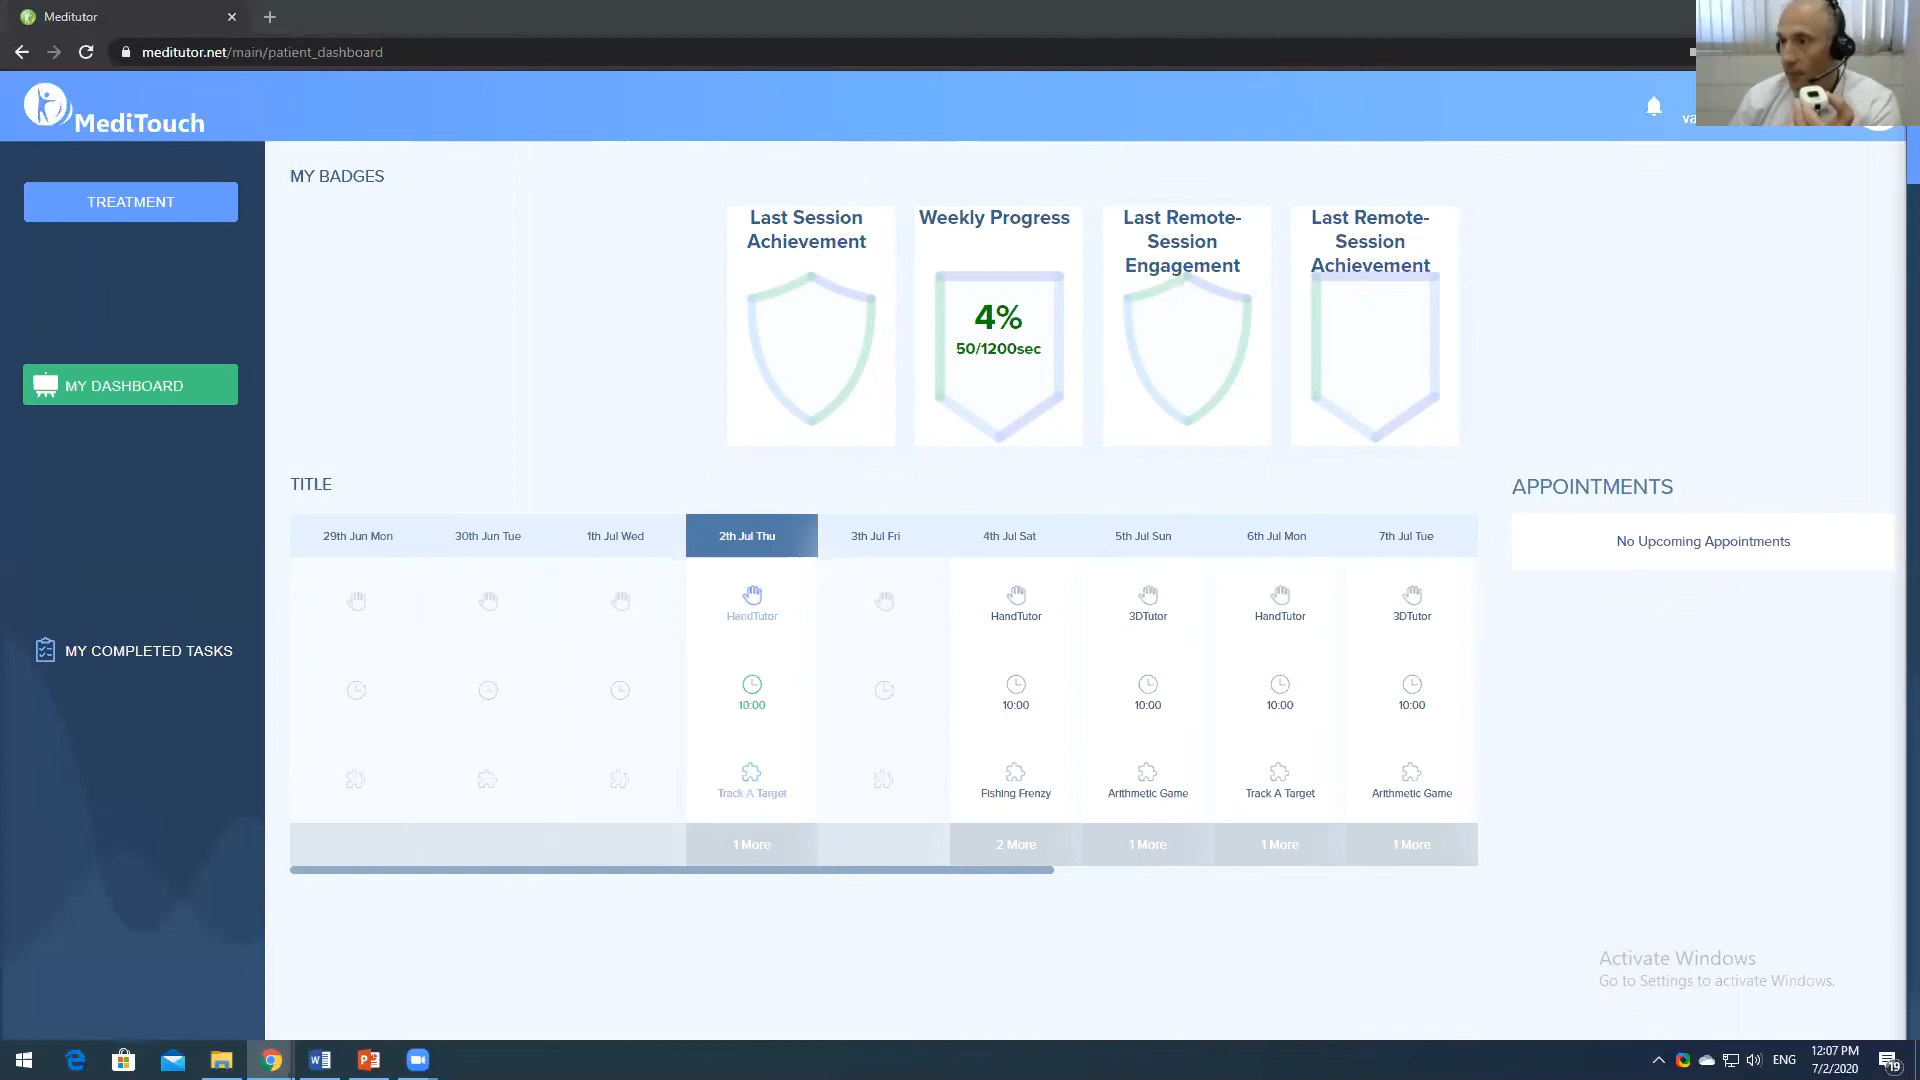 Meditutor
meditutor.net/main/patient_dashboard
MediTouch
va
TREATMENT
MY DASHBOARD
MY COMPLETED TASKS
MY BADGES
Last Session
Achievement
Weekly Progress
4%
50/1200sec
Last Remote-
Session
Engagement
Last Remote-
Session
Achievement
TITLE
29th Jun Mon 30th Jun Tue 1th Jul Wed 2th Jul Thu 3th Jul Fri 4th Jul Sat 5th Jul Sun 6th Jul Mon 7th Jul Tue
HandTutor HandTutor 3DTutor HandTutor 3DTutor
10:00 10:00 10:00 10:00 10:00
Track A Target Fishing Frenzy Arithmetic Game Track A Target Arithmetic Game
1 More 2 More 1 More 1 More 1 More
APPOINTMENTS
No Upcoming Appointments
Activate Windows
Go to Settings to activate Windows.
ENG
12:07 PM
7/2/2020
19